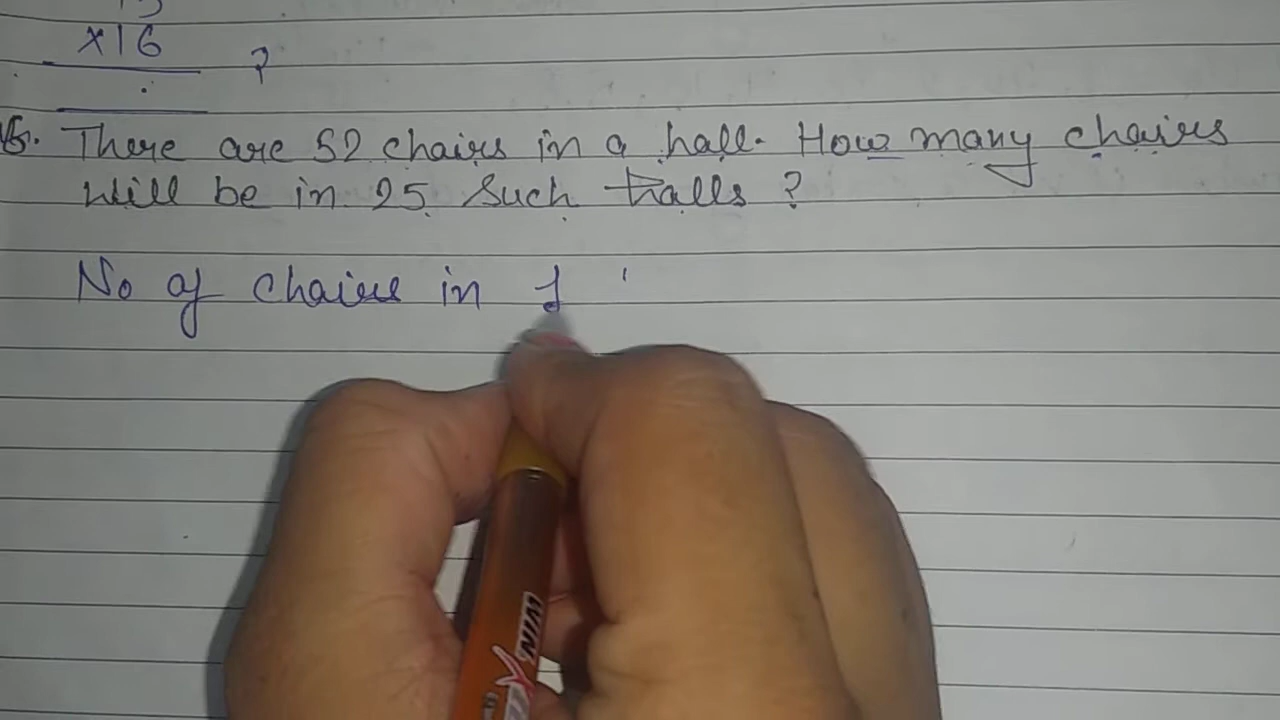 ×16
?
There are 52 chairs in a hall. How many chairs
will be in 25 such halls?
No of chairs in 1
WIN